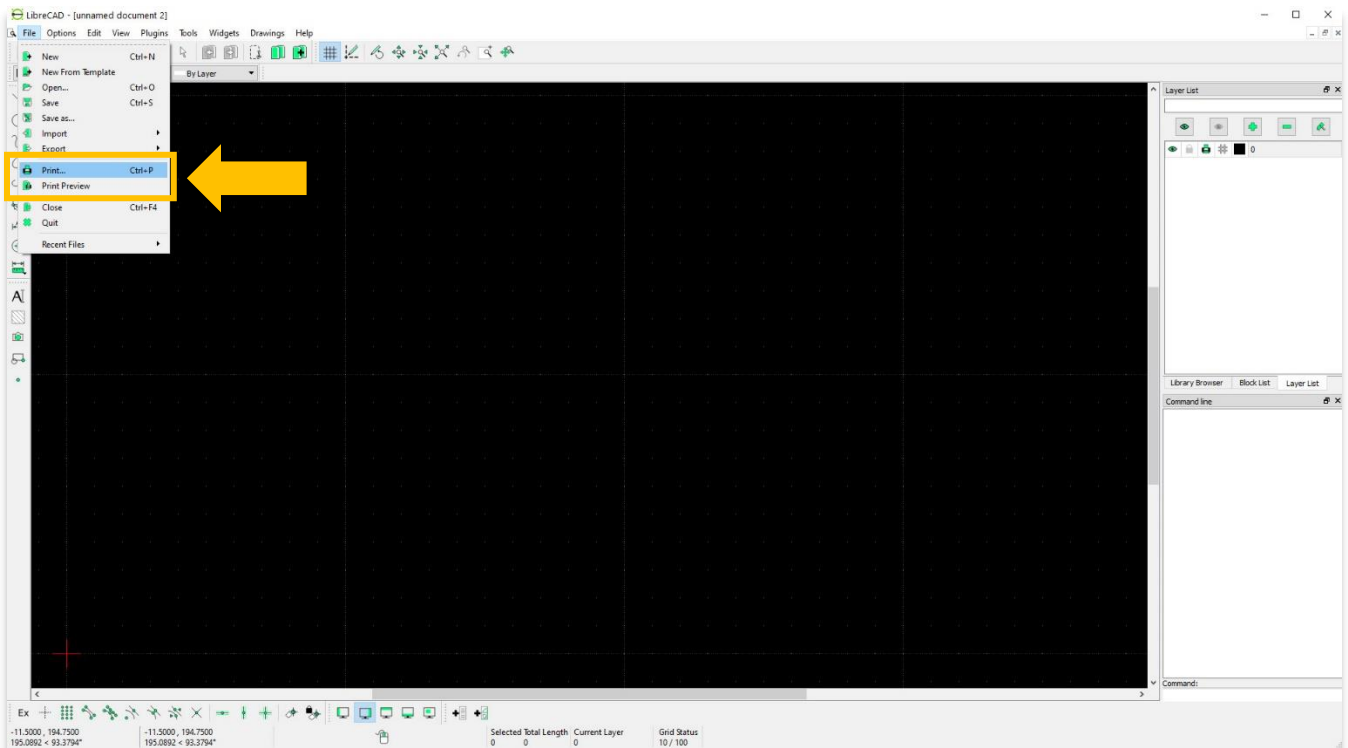 LibreCAD - [unnamed document 2]
File Options Edit View Plugins Tools Widgets Drawings Help
New Ctrl+N
New From Template
By Layer
Open... Ctrl+O
Save Ctrl+S
Save as...
Import
Export
Print... Ctrl+P
Print Preview
Close Ctrl+F4
Quit
Recent Files
Layer List
0
Library Browser Block List Layer List
Command line
Command:
Ex
-11.5000 , 194.7500 -11.5000 , 194.7500 Selected Total Length Current Layer Grid Status
195.0892 < 93.3794° 195.0892 < 93.3794° 0 0 0 10 / 100